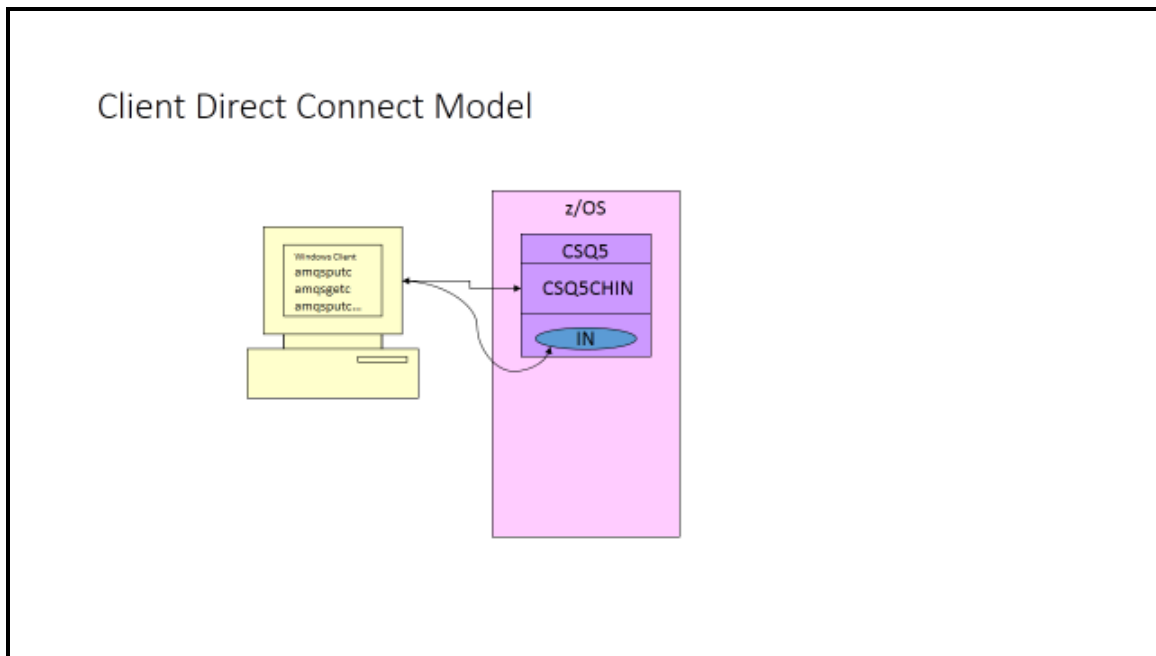 Client Direct Connect Model
z/OS
CSQ5
Windows Client
amqsputc
CSQ5CHIN
amqsgetc
amqsputc...
IN